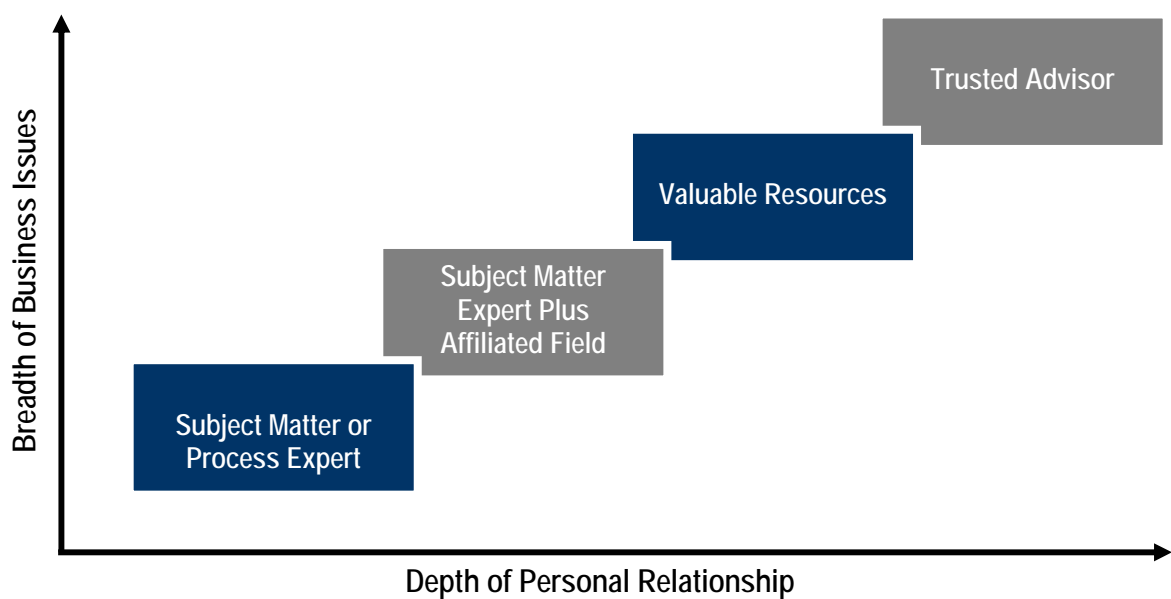 Trusted Advisor
Valuable Resources
Subject Matter
Expert Plus
Affiliated Field
Subject Matter or
Process Expert
Breadth of Business Issues
Depth of Personal Relationship